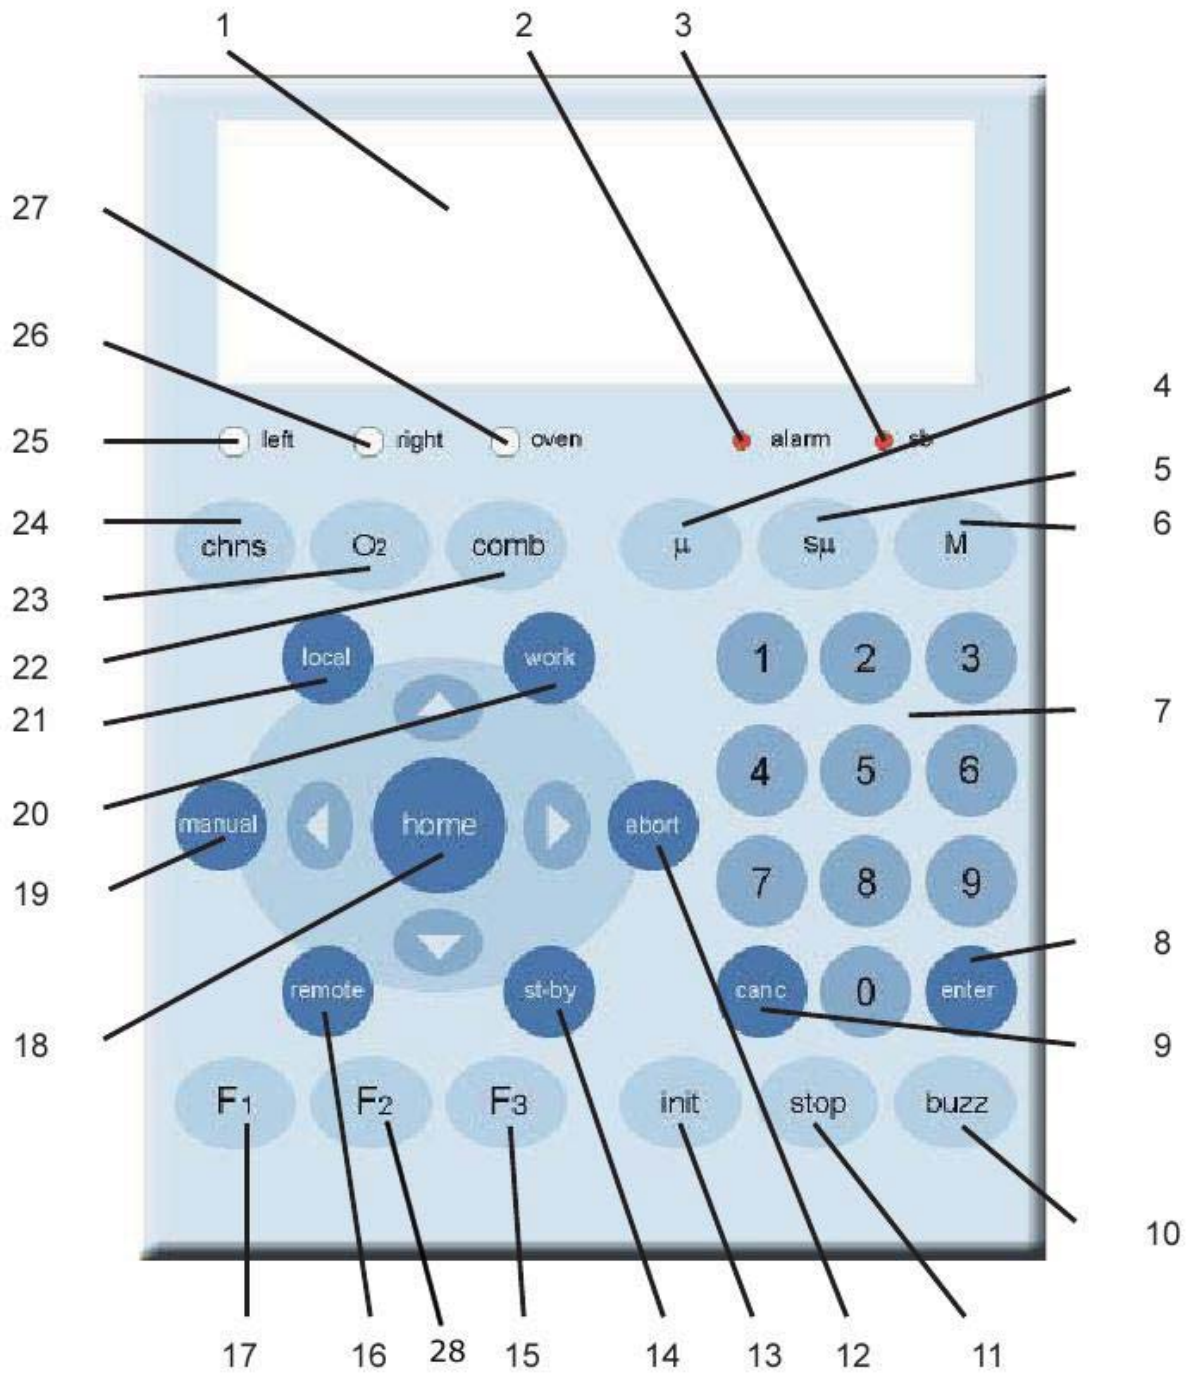 1 2 3
27
26
4
25 left right oven alarm sb
5
24
6
chns O2 comb µ sµ M
23
22
local work 1 2 3
21
7
20
4 5 6
manual home abort
19
7 8 9
8
remote st-by canc 0 enter
18
9
F1 F2 F3 init stop buzz
10
17 16 28 15 14 13 12 11